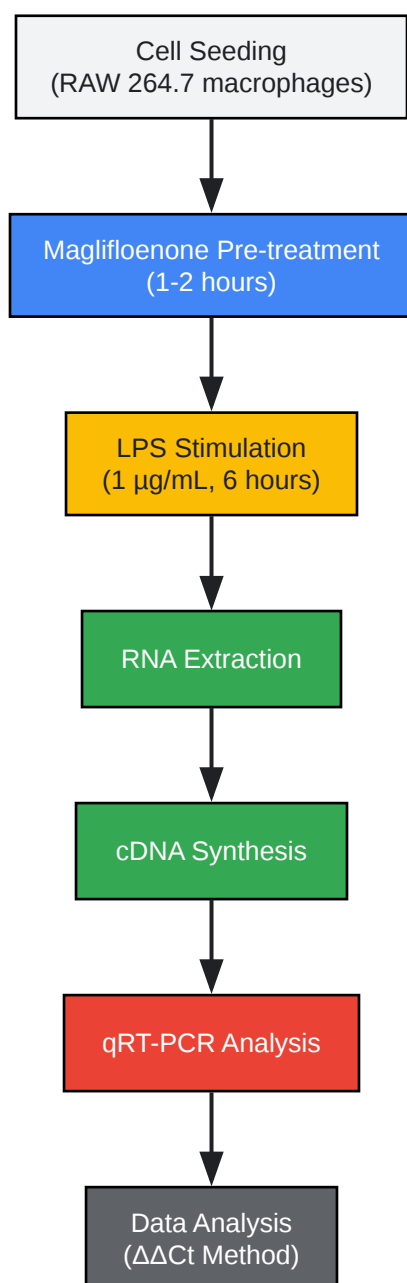 Cell Seeding
(RAW 264.7 macrophages)
Maglifloenone Pre-treatment
(1-2 hours)
LPS Stimulation
(1 µg/mL, 6 hours)
RNA Extraction
cDNA Synthesis
qRT-PCR Analysis
Data Analysis
(ΔΔCt Method)